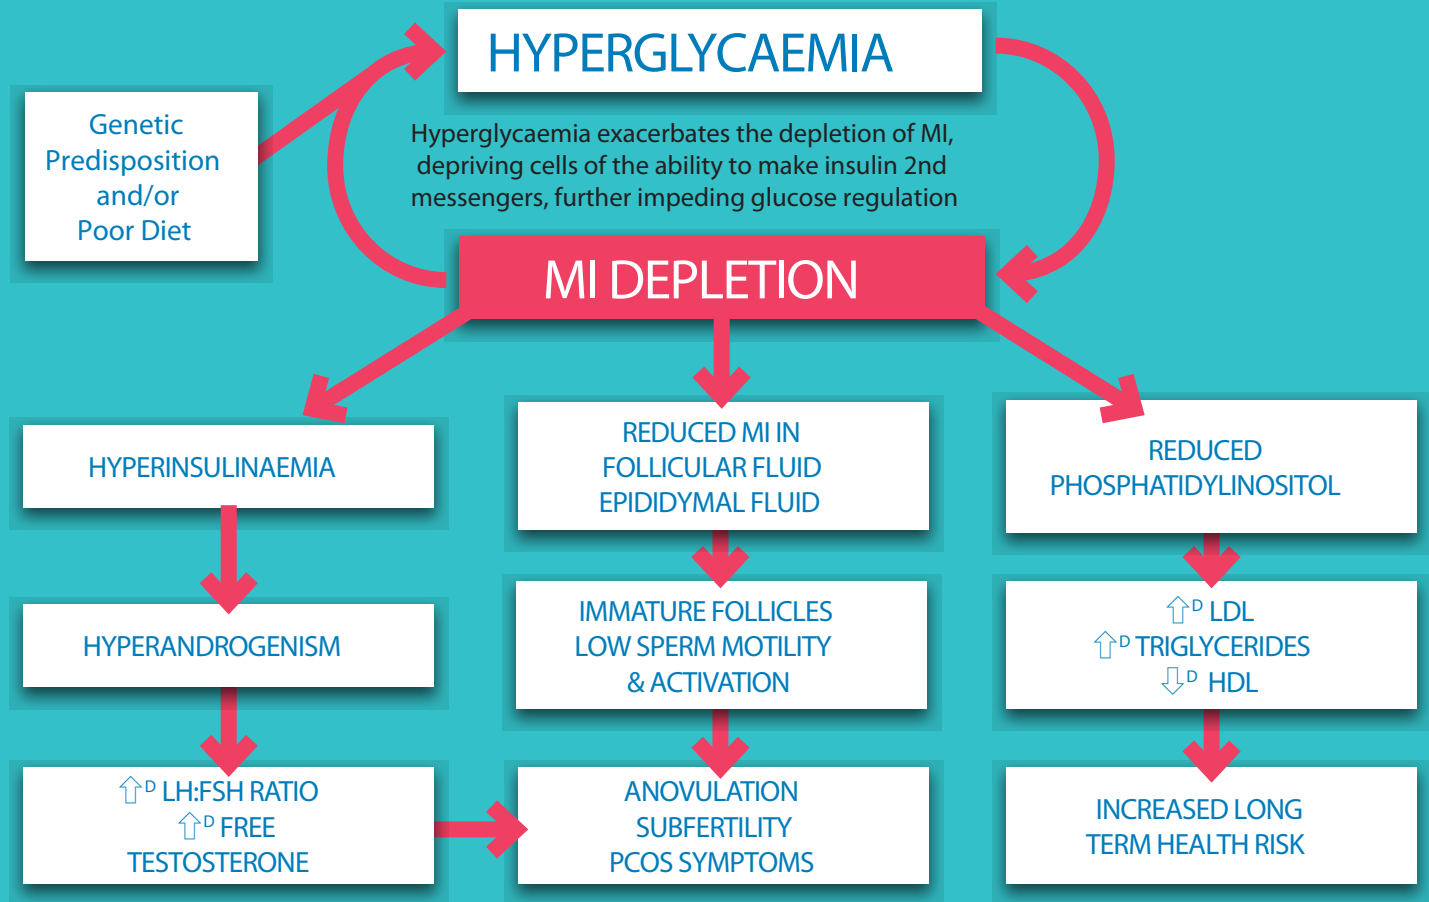 HYPERGLYCAEMIA
Genetic
Predisposition
and/or
Poor Diet
Hyperglycaemia exacerbates the depletion of MI,
depriving cells of the ability to make insulin 2nd
messengers, further impeding glucose regulation
MI DEPLETION
HYPERINSULINAEMIA
REDUCED MI IN
FOLLICULAR FLUID
EPIDIDYMAL FLUID
REDUCED
PHOSPHATIDYLINOSITOL
HYPERANDROGENISM
IMMATURE FOLLICLES
LOW SPERM MOTILITY
& ACTIVATION
⇧D LDL
⇧D TRIGLYCERIDES
⇩D HDL
⇧D LH:FSH RATIO
⇧D FREE
TESTOSTERONE
ANOVULATION
SUBFERTILITY
PCOS SYMPTOMS
INCREASED LONG
TERM HEALTH RISK